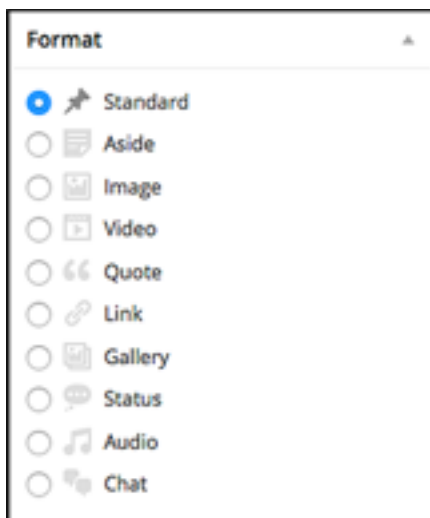 Format
Standard
Aside
Image
Video
Quote
Link
Gallery
Status
Audio
Chat